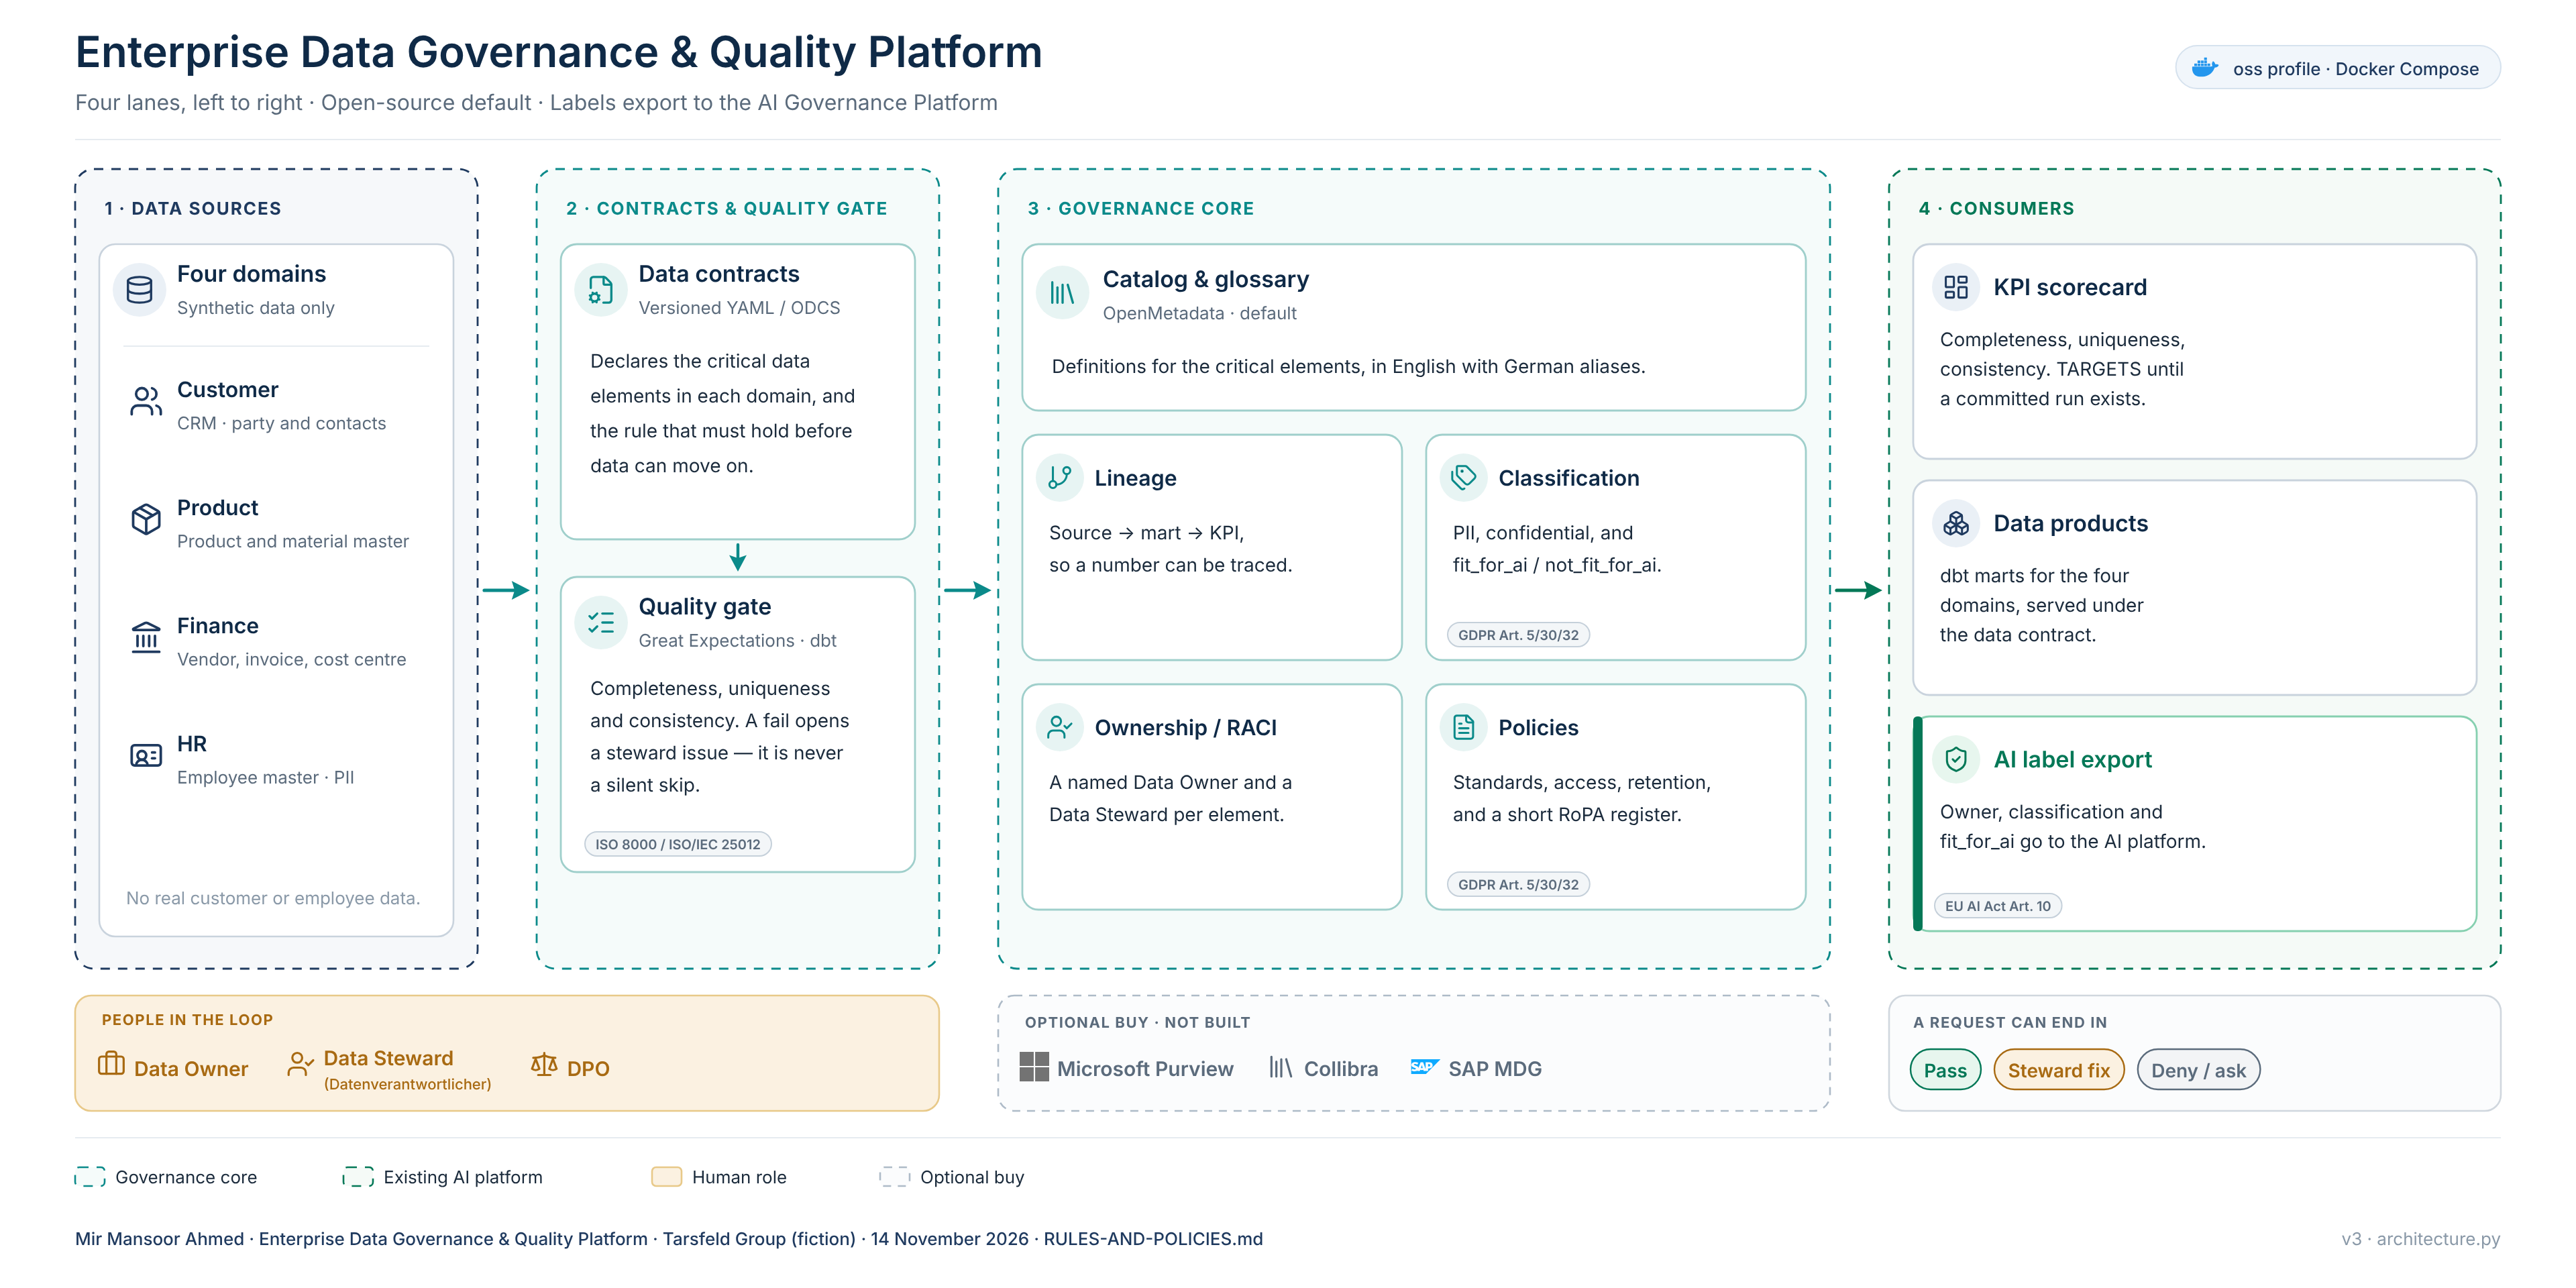 Enterprise Data Governance & Quality Platform
Four lanes, left to right · Open-source default · Labels export to the AI Governance Platform
oss profile · Docker Compose
1 · DATA SOURCES
Four domains
Synthetic data only
Customer
CRM · party and contacts
Product
Product and material master
Finance
Vendor, invoice, cost centre
HR
Employee master · PII
No real customer or employee data.
2 · CONTRACTS & QUALITY GATE
Data contracts
Versioned YAML / ODCS
Declares the critical data
elements in each domain, and
the rule that must hold before
data can move on.
Quality gate
Great Expectations · dbt
Completeness, uniqueness
and consistency. A fail opens
a steward issue — it is never
a silent skip.
ISO 8000 / ISO/IEC 25012
3 · GOVERNANCE CORE
Catalog & glossary
OpenMetadata · default
Definitions for the critical elements, in English with German aliases.
Lineage
Source → mart → KPI,
so a number can be traced.
Classification
PII, confidential, and
fit_for_ai / not_fit_for_ai.
GDPR Art. 5/30/32
Ownership / RACI
A named Data Owner and a
Data Steward per element.
Policies
Standards, access, retention,
and a short RoPA register.
GDPR Art. 5/30/32
4 · CONSUMERS
KPI scorecard
Completeness, uniqueness,
consistency. TARGETS until
a committed run exists.
Data products
dbt marts for the four
domains, served under
the data contract.
AI label export
Owner, classification and
fit_for_ai go to the AI platform.
EU AI Act Art. 10
PEOPLE IN THE LOOP
Data Owner
Data Steward
(Datenverantwortlicher)
DPO
OPTIONAL BUY · NOT BUILT
Microsoft Purview
Collibra
SAP
SAP MDG
A REQUEST CAN END IN
Pass
Steward fix
Deny / ask
Governance core
Existing AI platform
Human role
Optional buy
Mir Mansoor Ahmed · Enterprise Data Governance & Quality Platform · Tarsfeld Group (fiction) · 14 November 2026 · RULES-AND-POLICIES.md
v3 · architecture.py